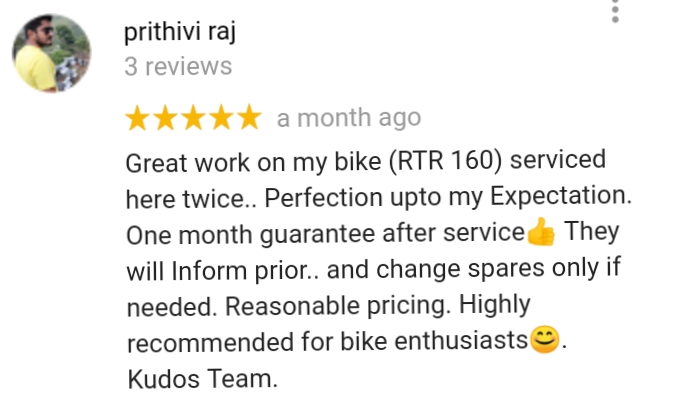 prithivi raj
3 reviews
a month ago
Great work on my bike (RTR 160) serviced
here twice.. Perfection upto my Expectation.
One month guarantee after service👍 They
will Inform prior.. and change spares only if
needed. Reasonable pricing. Highly
recommended for bike enthusiasts😊.
Kudos Team.